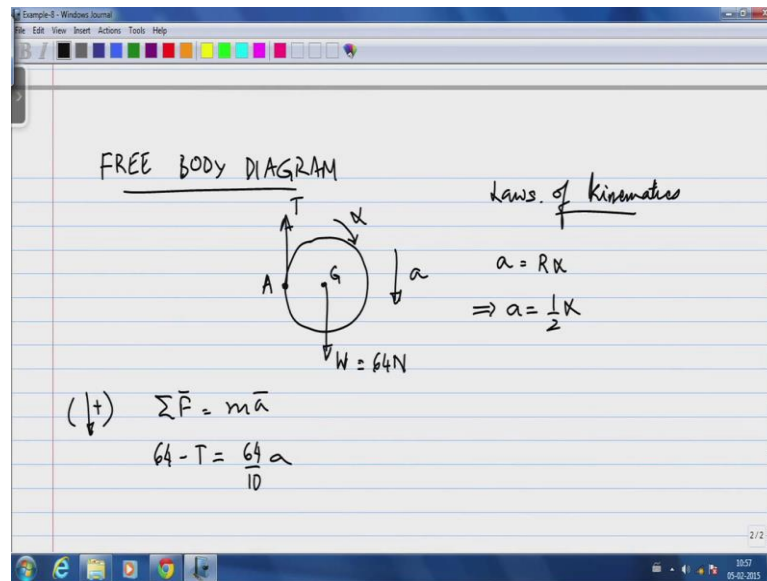 Example-8 - Windows Journal
File Edit View Insert Actions Tools Help
B I
FREE BODY DIAGRAM
Laws. of Kinematics
T
α
A
G
a
W = 64N
a = Rα
⇒ a = 1/2 α
(↓+) ΣF̄ = mā
64 - T = 64/10 a
2/2
10:57
05-02-2015